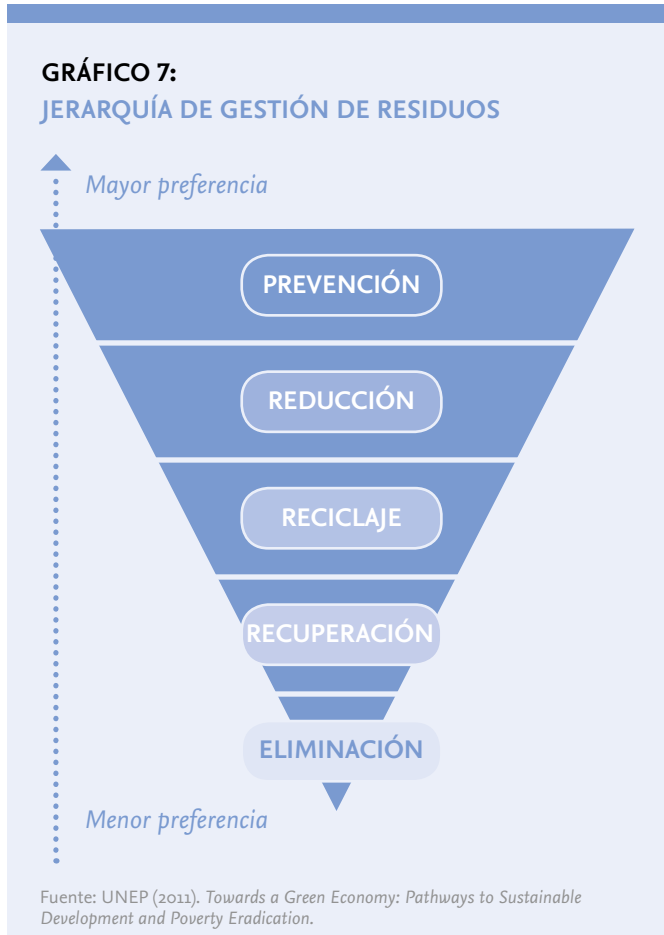 GRÁFICO 7:
JERARQUÍA DE GESTIÓN DE RESIDUOS
Mayor preferencia
PREVENCIÓN
REDUCCIÓN
RECICLAJE
RECUPERACIÓN
ELIMINACIÓN
Menor preferencia
Fuente: UNEP (2011). Towards a Green Economy: Pathways to Sustainable
Development and Poverty Eradication.